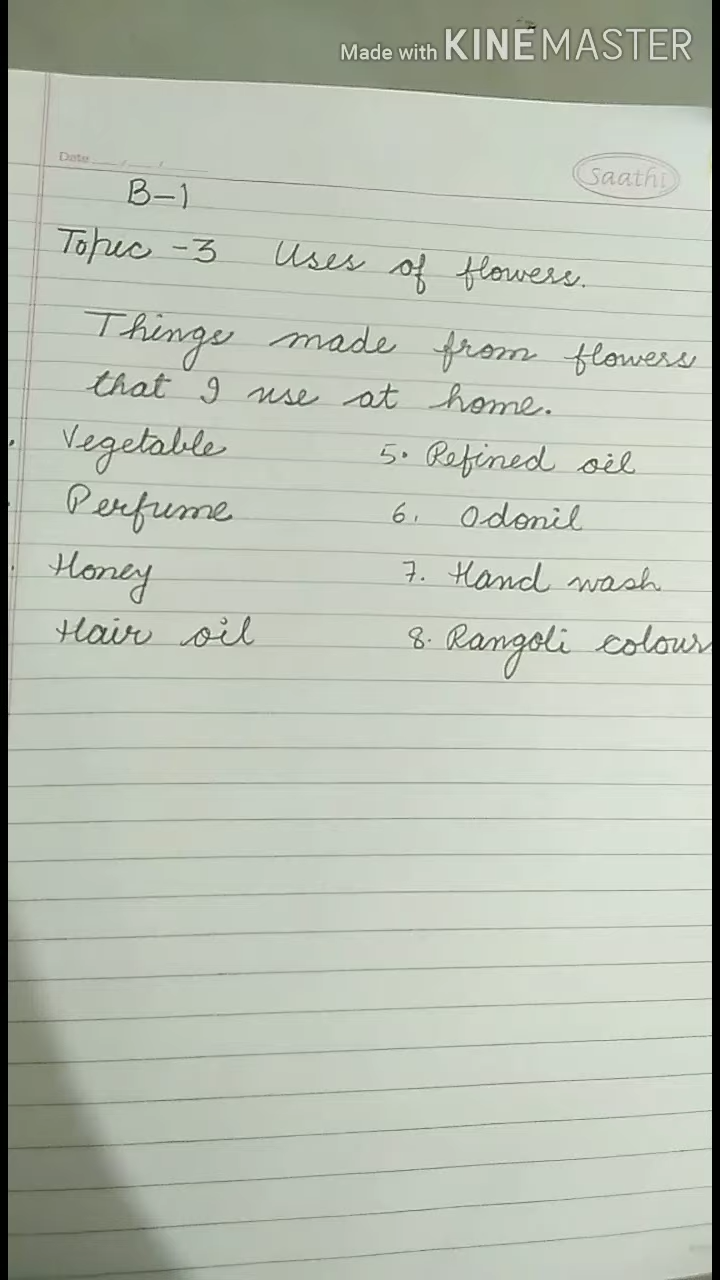 Made with KINEMASTER
Date
Saathi
B-1
Topic -3 Uses of flowers.
Things made from flowers
that I use at home.
Vegetable
Perfume
Honey
Hair oil
5. Refined oil
6. Odonil
7. Hand wash
8. Rangoli colour